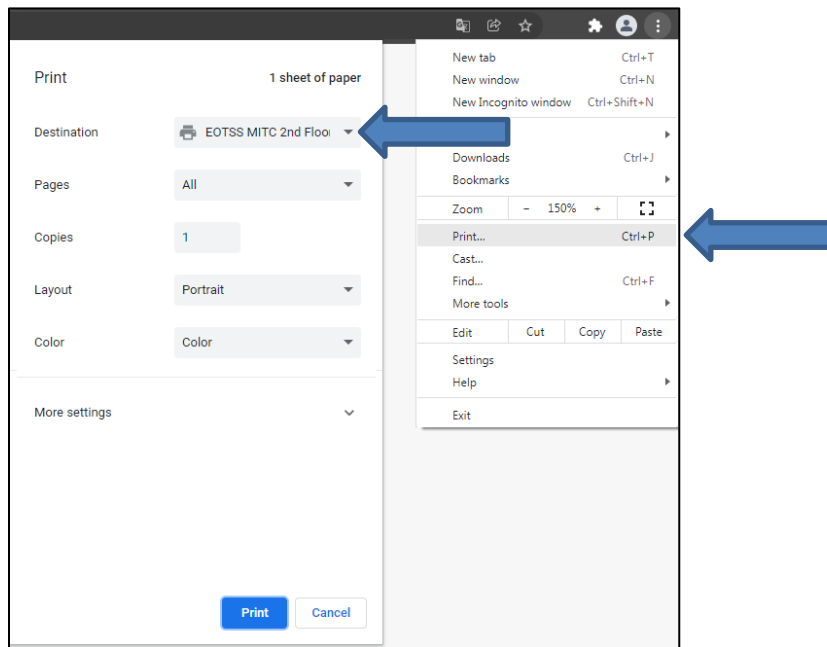 Print 1 sheet of paper
Destination EOTSS MITC 2nd Floor
Pages All
Copies 1
Layout Portrait
Color Color
More settings
Print Cancel
New tab Ctrl+T
New window Ctrl+N
New Incognito window Ctrl+Shift+N
Downloads Ctrl+J
Bookmarks
Zoom - 150% +
Print... Ctrl+P
Cast...
Find... Ctrl+F
More tools
Edit Cut Copy Paste
Settings
Help
Exit